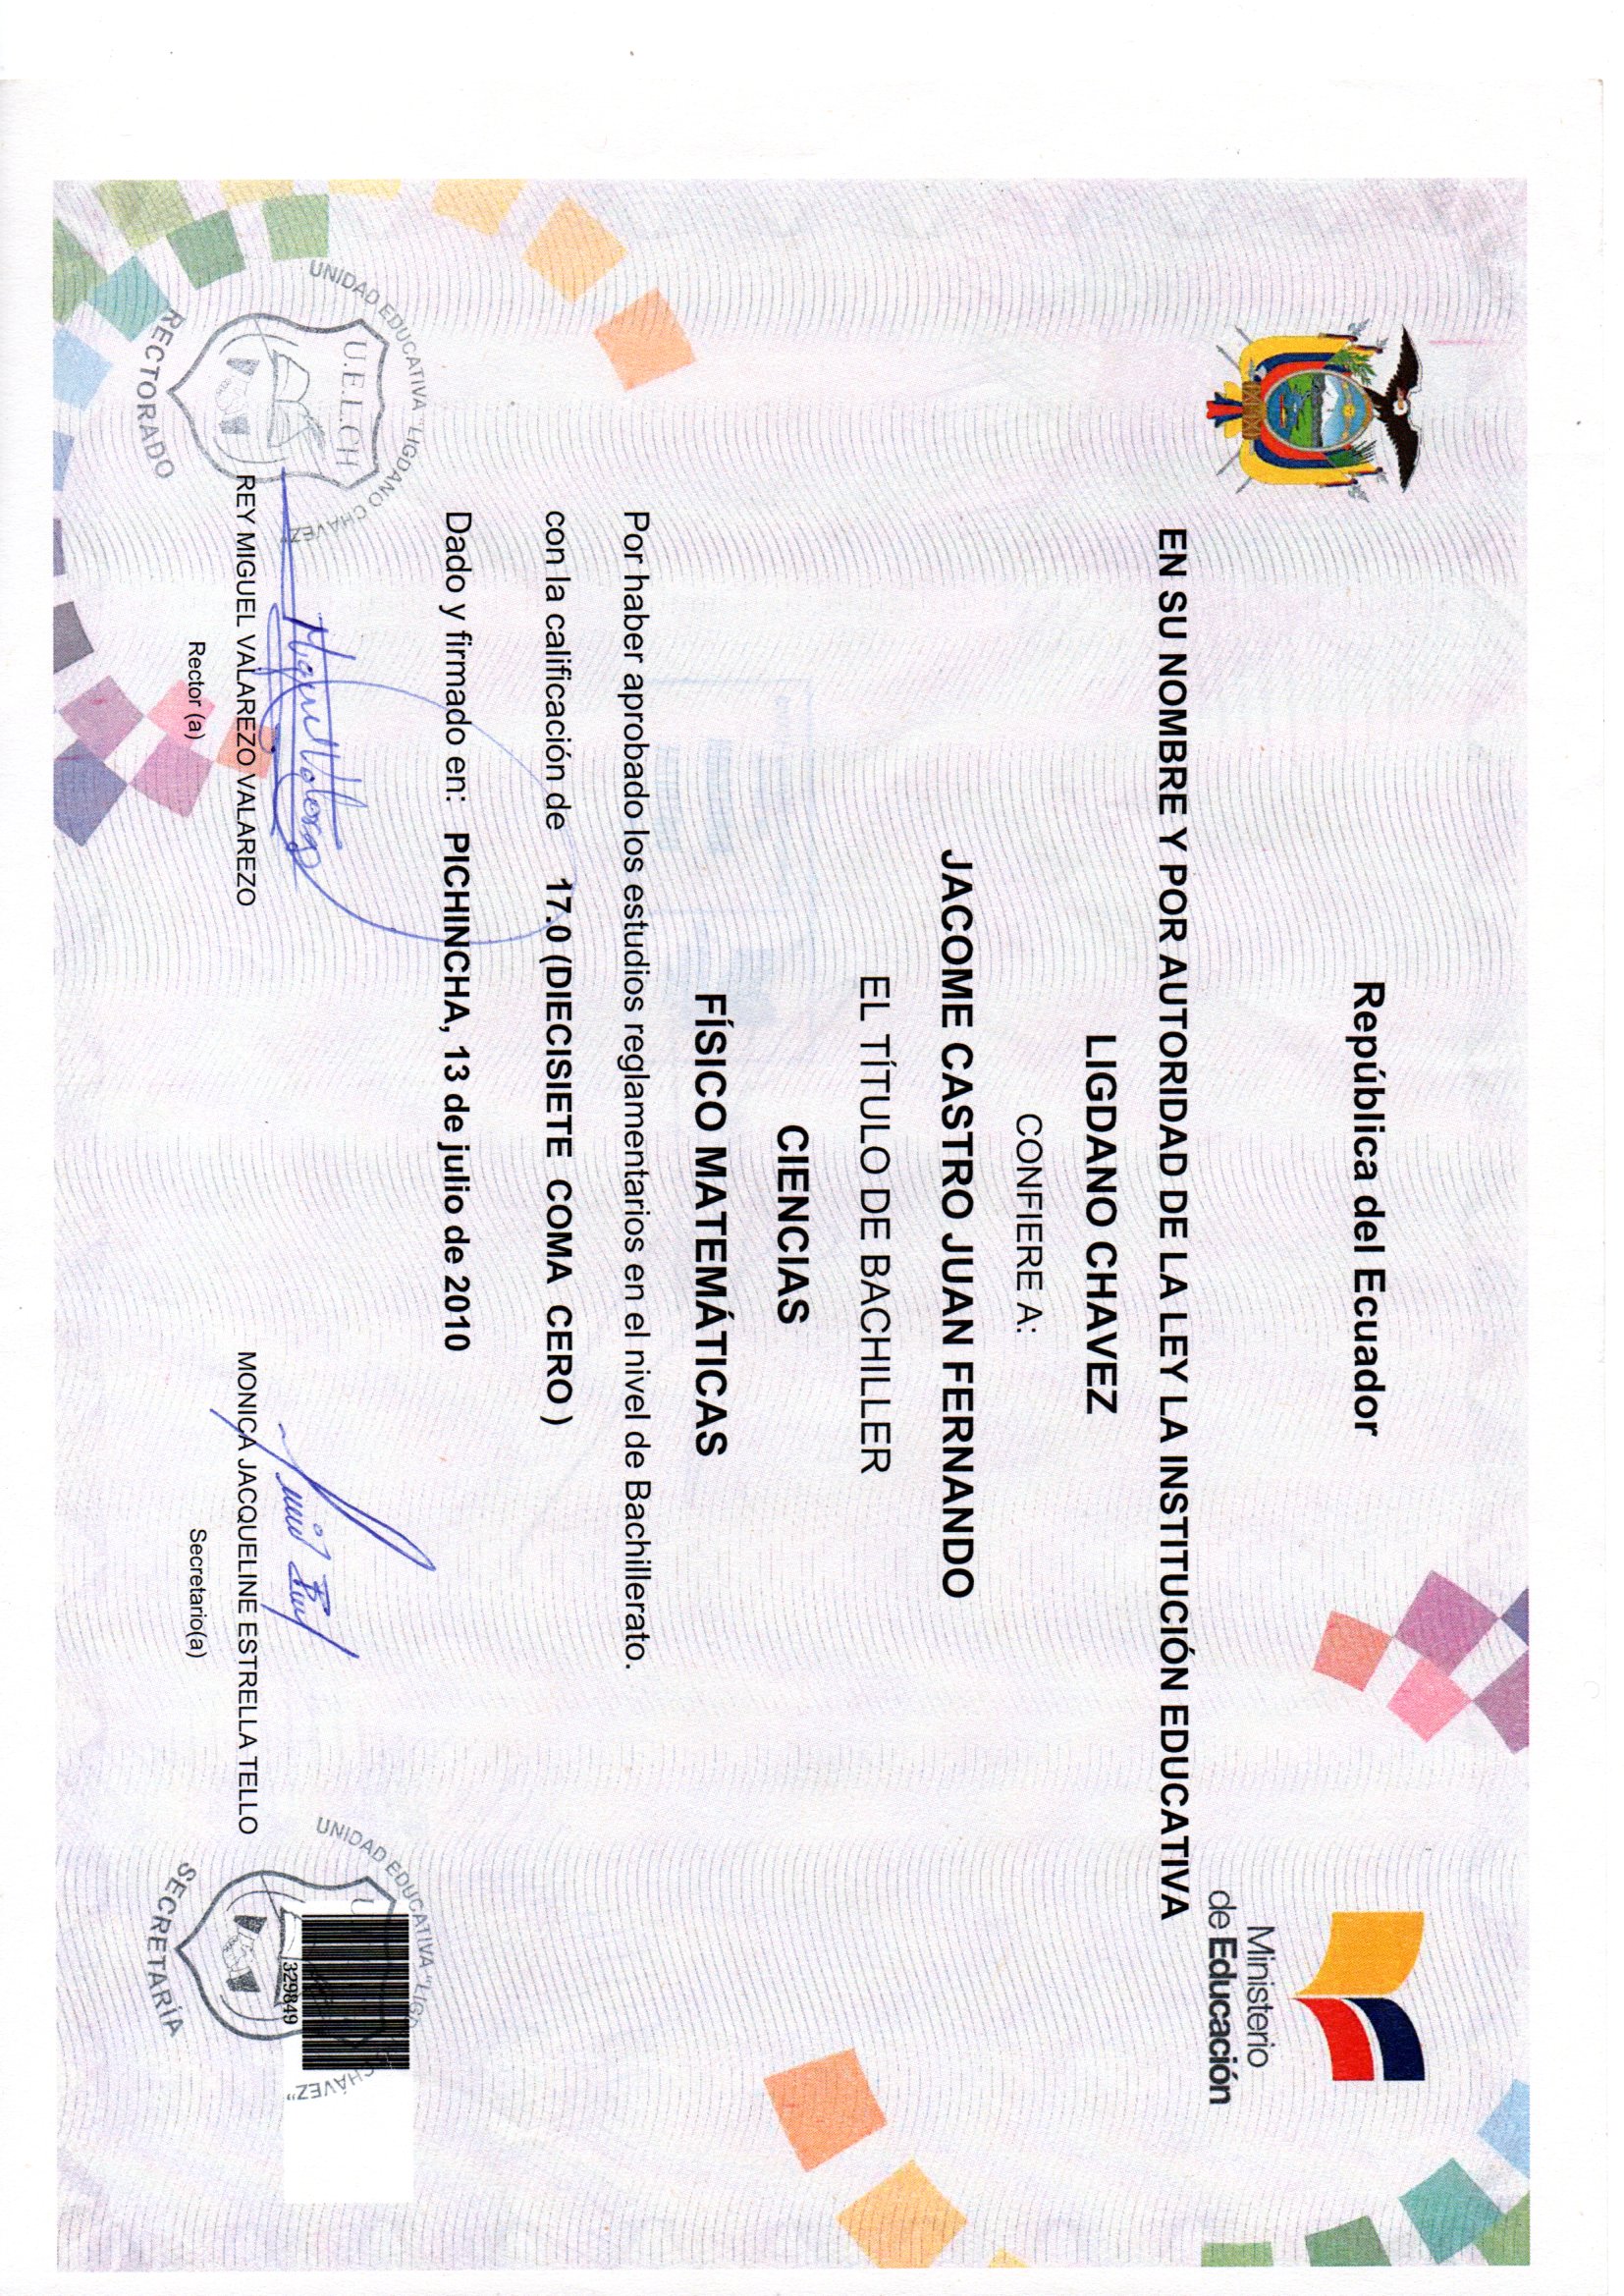 República del Ecuador
Ministerio
de Educación
EN SU NOMBRE Y POR AUTORIDAD DE LA LEY LA INSTITUCIÓN EDUCATIVA
LIGDANO CHAVEZ
CONFIERE A:
JACOME CASTRO JUAN FERNANDO
EL TÍTULO DE BACHILLER
CIENCIAS
FÍSICO MATEMÁTICAS
Por haber aprobado los estudios reglamentarios en el nivel de Bachillerato.
con la calificación de 17.0 (DIECISIETE COMA CERO )
Dado y firmado en: PICHINCHA, 13 de julio de 2010
UNIDAD EDUCATIVA "LIGDANO CHÁVEZ"
U.E.L.CH
RECTORADO
Miguel Valarezo
REY MIGUEL VALAREZO VALAREZO
Rector (a)
MONICA JACQUELINE ESTRELLA TELLO
Secretario(a)
UNIDAD EDUCATIVA "LIGD CHÁVEZ"
U
329849
SECRETARÍA